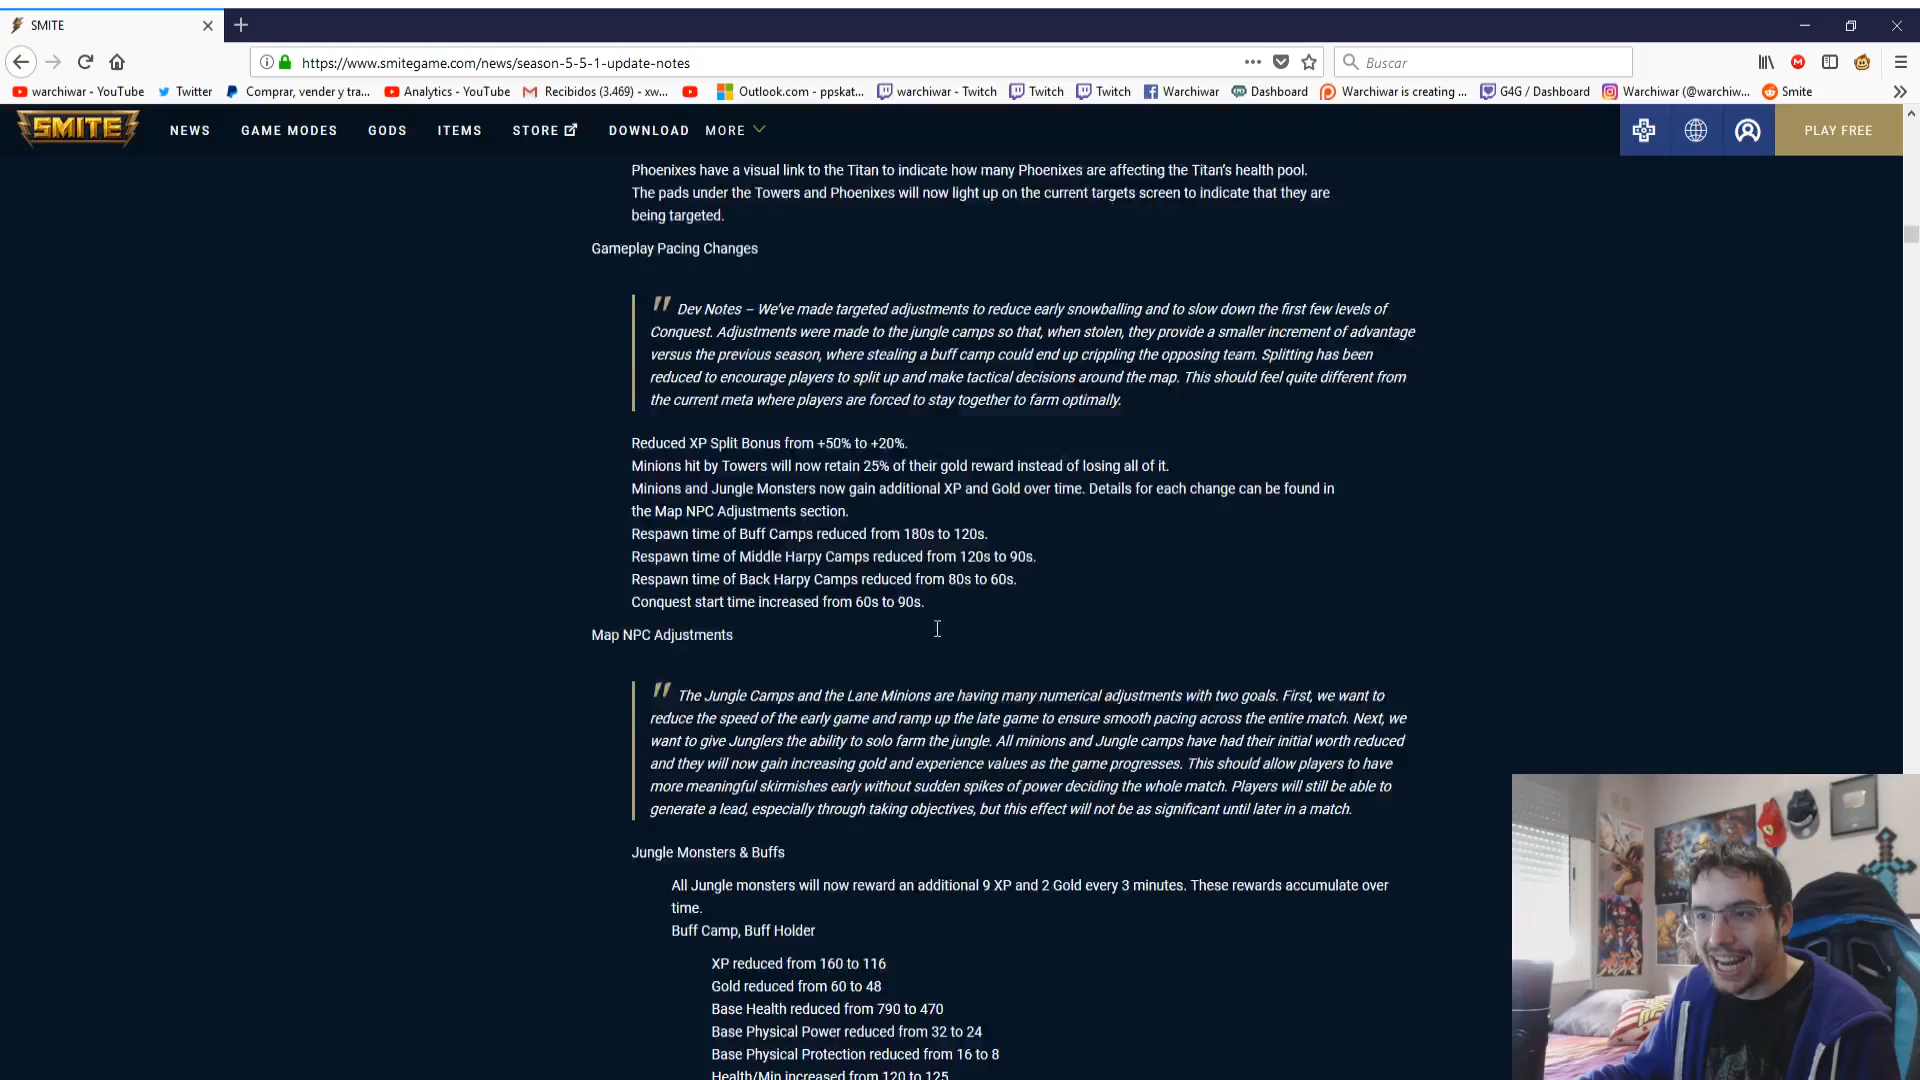 SMITE
https://www.smitegame.com/news/season-5-5-1-update-notes
Buscar
warchiwar - YouTube
Twitter
Comprar, vender y tra...
Analytics - YouTube
Recibidos (3.469) - xw...
Outlook.com - ppskat...
warchiwar - Twitch
Twitch
Twitch
Warchiwar
Dashboard
Warchiwar is creating ...
G4G / Dashboard
Warchiwar (@warchiw...
Smite
SMITE
NEWS
GAME MODES
GODS
ITEMS
STORE
DOWNLOAD
MORE
PLAY FREE
Phoenixes have a visual link to the Titan to indicate how many Phoenixes are affecting the Titan's health pool.
The pads under the Towers and Phoenixes will now light up on the current targets screen to indicate that they are
being targeted.
Gameplay Pacing Changes
" Dev Notes – We've made targeted adjustments to reduce early snowballing and to slow down the first few levels of
Conquest. Adjustments were made to the jungle camps so that, when stolen, they provide a smaller increment of advantage
versus the previous season, where stealing a buff camp could end up crippling the opposing team. Splitting has been
reduced to encourage players to split up and make tactical decisions around the map. This should feel quite different from
the current meta where players are forced to stay together to farm optimally.
Reduced XP Split Bonus from +50% to +20%.
Minions hit by Towers will now retain 25% of their gold reward instead of losing all of it.
Minions and Jungle Monsters now gain additional XP and Gold over time. Details for each change can be found in
the Map NPC Adjustments section.
Respawn time of Buff Camps reduced from 180s to 120s.
Respawn time of Middle Harpy Camps reduced from 120s to 90s.
Respawn time of Back Harpy Camps reduced from 80s to 60s.
Conquest start time increased from 60s to 90s.
Map NPC Adjustments
" The Jungle Camps and the Lane Minions are having many numerical adjustments with two goals. First, we want to
reduce the speed of the early game and ramp up the late game to ensure smooth pacing across the entire match. Next, we
want to give Junglers the ability to solo farm the jungle. All minions and Jungle camps have had their initial worth reduced
and they will now gain increasing gold and experience values as the game progresses. This should allow players to have
more meaningful skirmishes early without sudden spikes of power deciding the whole match. Players will still be able to
generate a lead, especially through taking objectives, but this effect will not be as significant until later in a match.
Jungle Monsters & Buffs
All Jungle monsters will now reward an additional 9 XP and 2 Gold every 3 minutes. These rewards accumulate over
time.
Buff Camp, Buff Holder
XP reduced from 160 to 116
Gold reduced from 60 to 48
Base Health reduced from 790 to 470
Base Physical Power reduced from 32 to 24
Base Physical Protection reduced from 16 to 8
Health/Min increased from 120 to 125